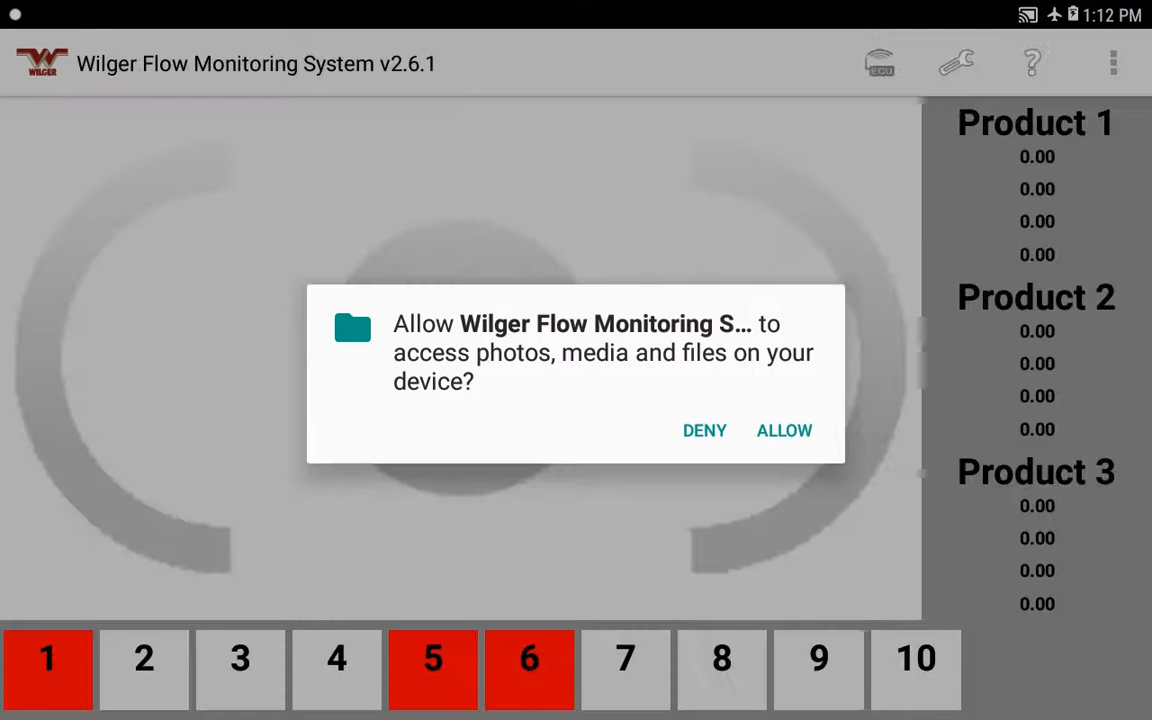 1:12 PM
WILGER
Wilger Flow Monitoring System v2.6.1
ECU
?
Product 1
0.00
0.00
0.00
0.00
Product 2
0.00
0.00
0.00
0.00
Product 3
0.00
0.00
0.00
0.00
Allow Wilger Flow Monitoring S... to
access photos, media and files on your
device?
DENY ALLOW
1 2 3 4 5 6 7 8 9 10